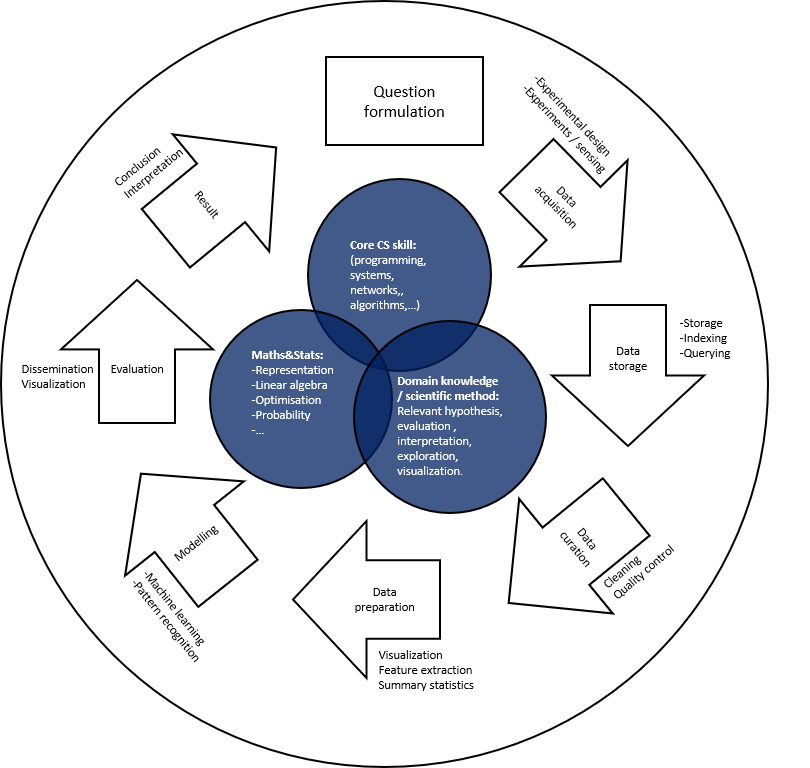 Question
formulation
-Experimental design
-Experiments / sensing
Data
acquisition
Data
storage
-Storage
-Indexing
-Querying
Data
curation
Cleaning
Quality control
Data
preparation
Visualization
Feature extraction
Summary statistics
Modelling
-Machine learning
-Pattern recognition
Evaluation
Dissemination
Visualization
Result
Conclusion
Interpretation
Core CS skill:
(programming,
systems,
networks,,
algorithms,...)
Maths&Stats:
-Representation
-Linear algebra
-Optimisation
-Probability
-...
Domain knowledge
/ scientific method:
Relevant hypothesis,
evaluation ,
interpretation,
exploration,
visualization.